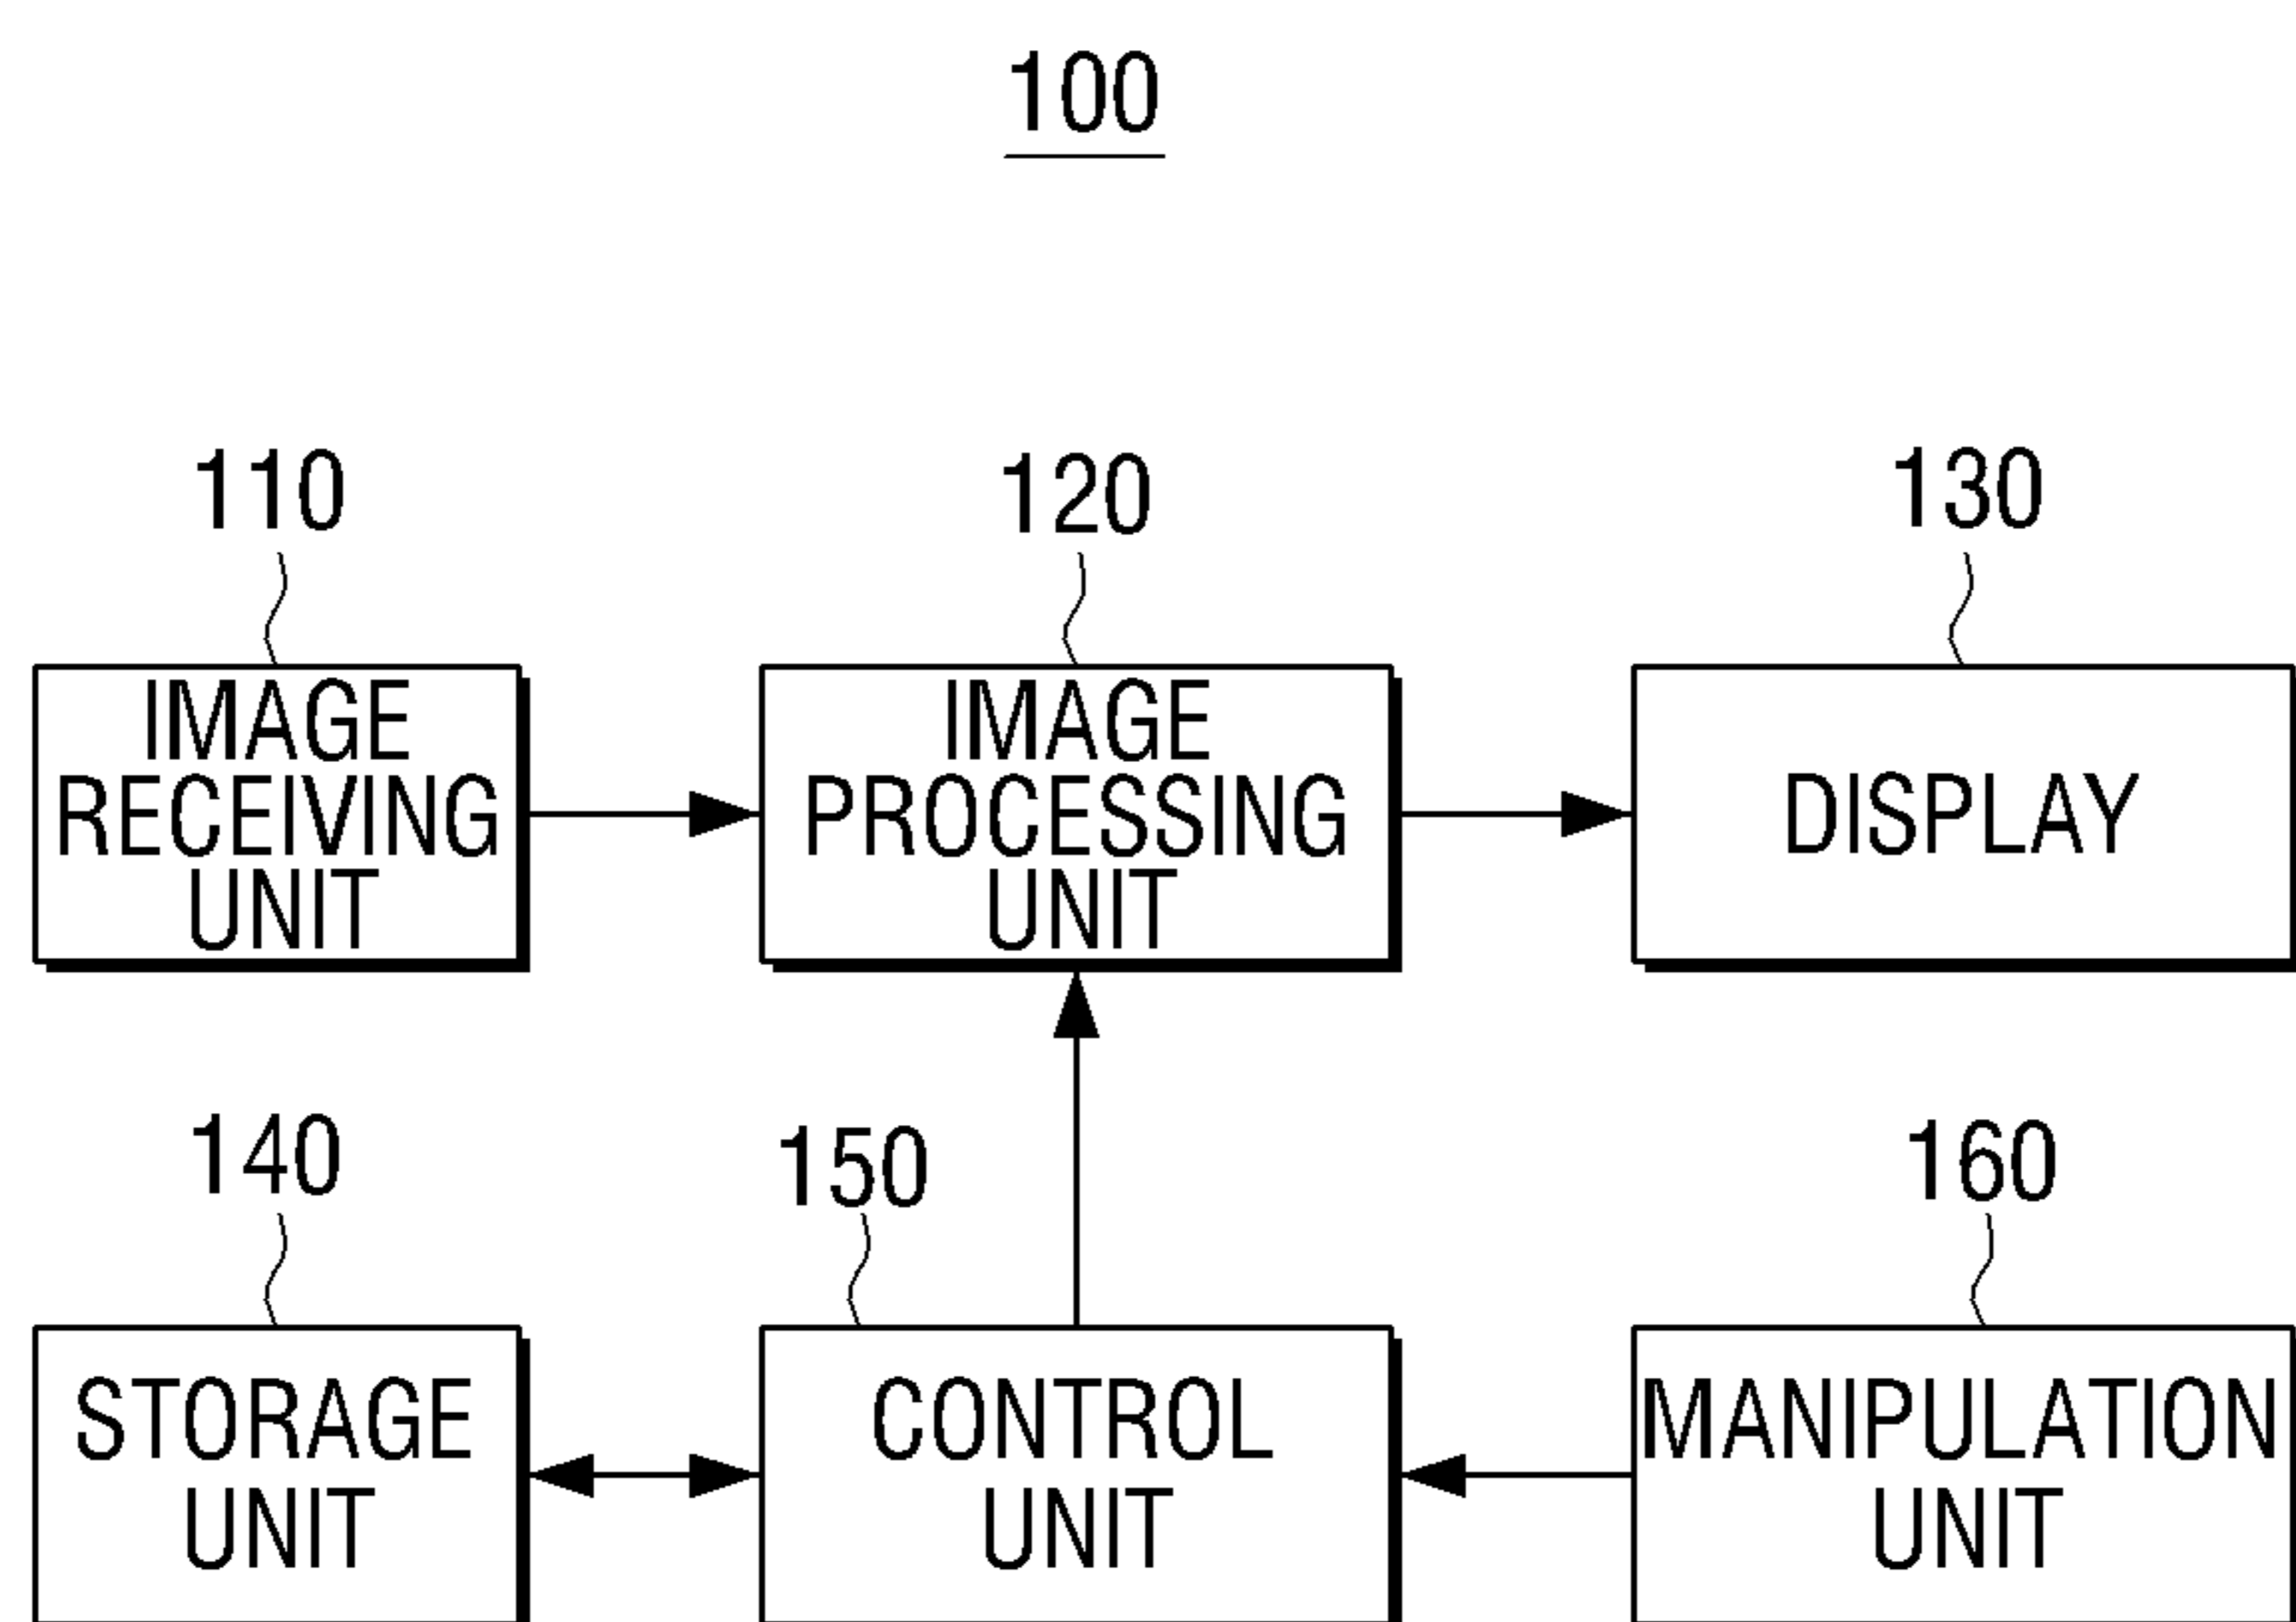 100
110
120
130
IMAGE
RECEIVING
UNIT
IMAGE
PROCESSING
UNIT
DISPLAY
140
150
160
STORAGE
UNIT
CONTROL
UNIT
MANIPULATION
UNIT